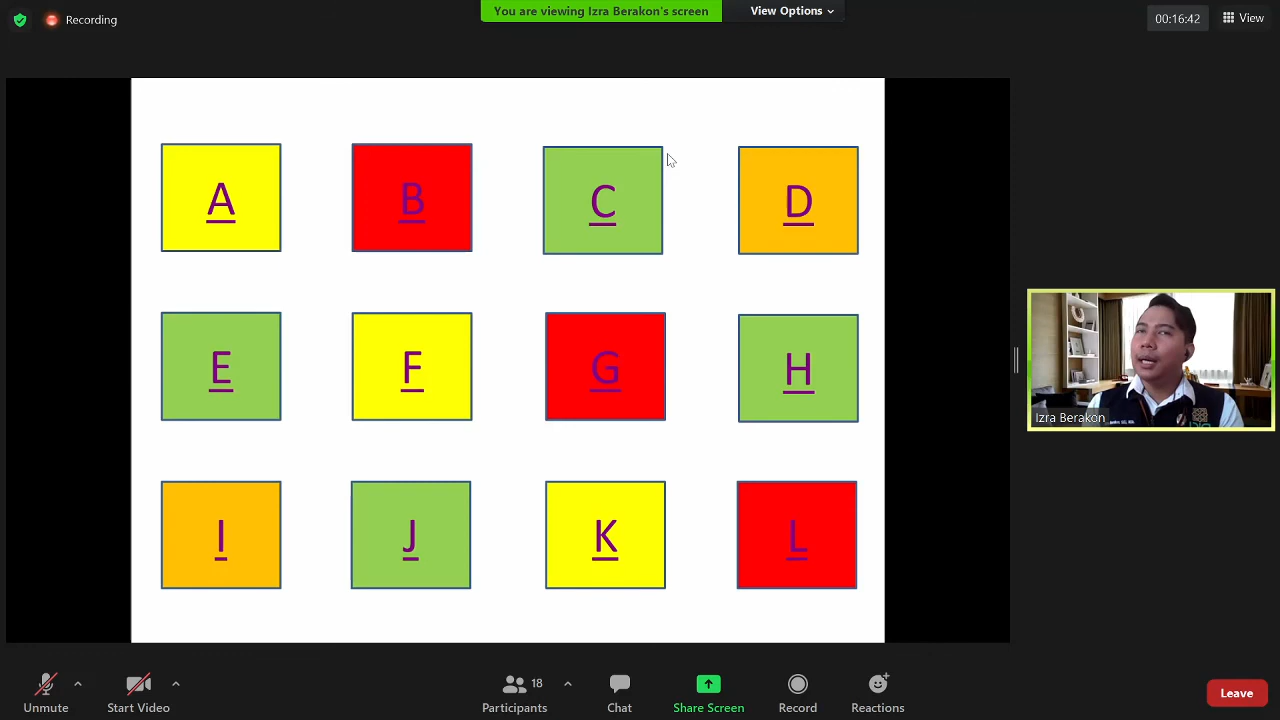 Recording
You are viewing Izra Berakon's screen
View Options
00:16:42
View
A B C D
E F G H
I J K L
Izra Berakon
Unmute
Start Video
18
Participants
Chat
Share Screen
Record
Reactions
Leave